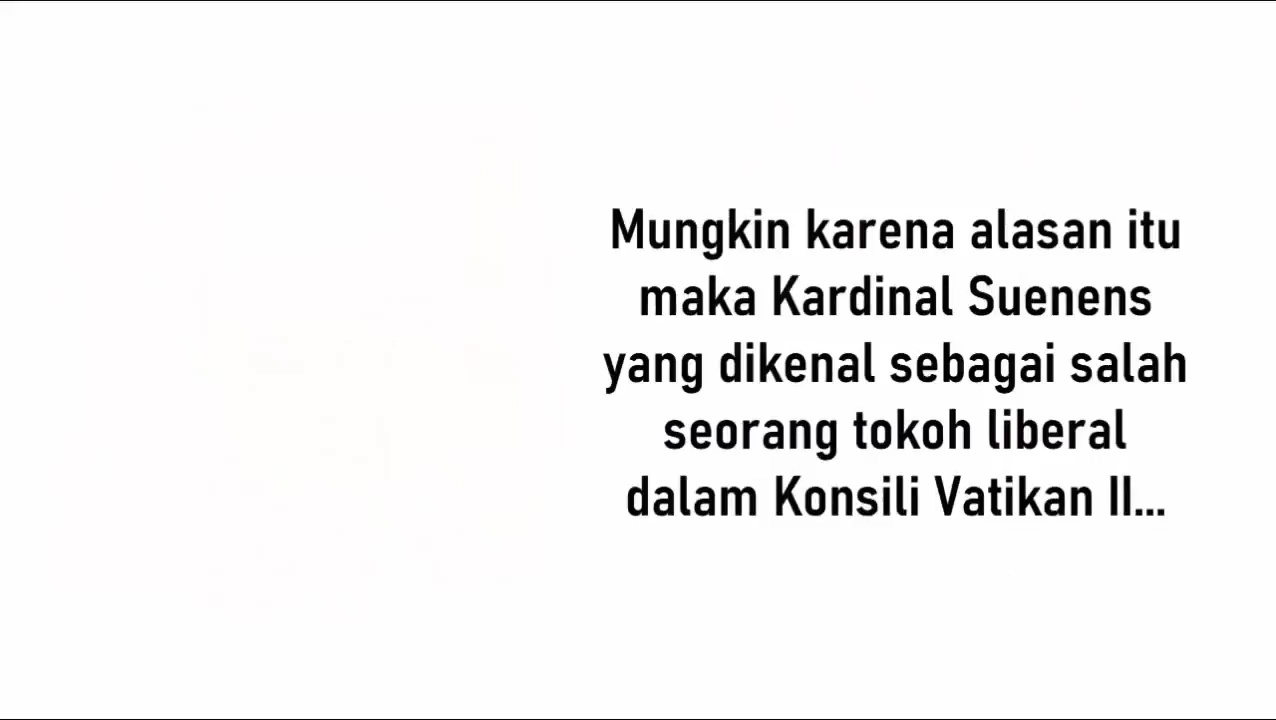 Mungkin karena alasan itu
maka Kardinal Suenens
yang dikenal sebagai salah
seorang tokoh liberal
dalam Konsili Vatikan II...